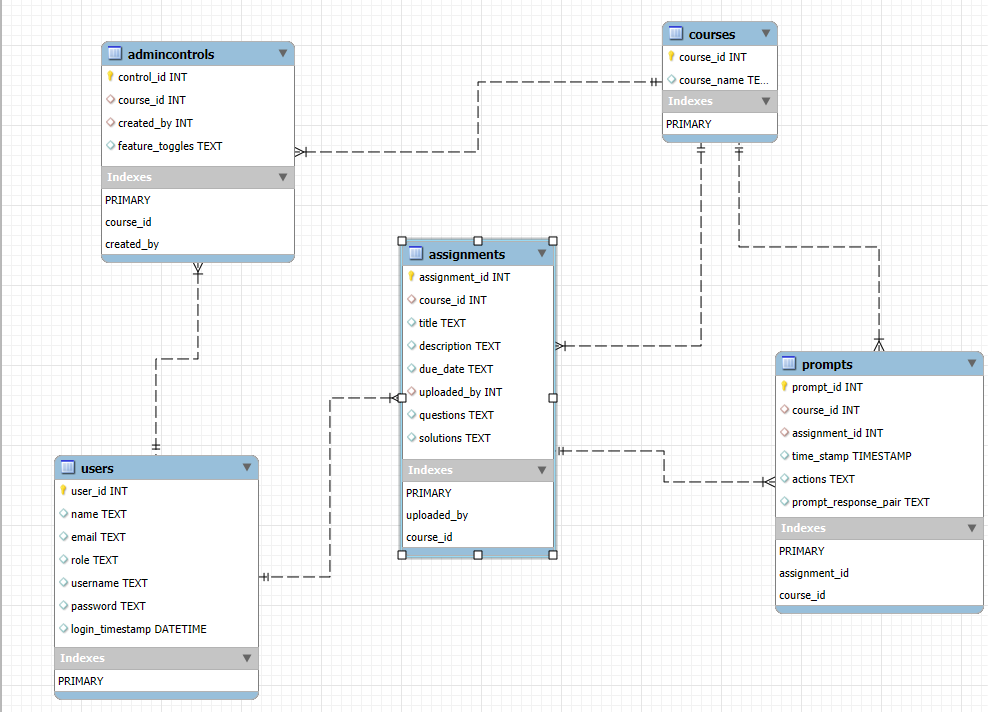 admincontrols
control_id INT
course_id INT
created_by INT
feature_toggles TEXT
Indexes
PRIMARY
course_id
created_by
courses
course_id INT
course_name TE...
Indexes
PRIMARY
assignments
assignment_id INT
course_id INT
title TEXT
description TEXT
due_date TEXT
uploaded_by INT
questions TEXT
solutions TEXT
Indexes
PRIMARY
uploaded_by
course_id
prompts
prompt_id INT
course_id INT
assignment_id INT
time_stamp TIMESTAMP
actions TEXT
prompt_response_pair TEXT
Indexes
PRIMARY
assignment_id
course_id
users
user_id INT
name TEXT
email TEXT
role TEXT
username TEXT
password TEXT
login_timestamp DATETIME
Indexes
PRIMARY